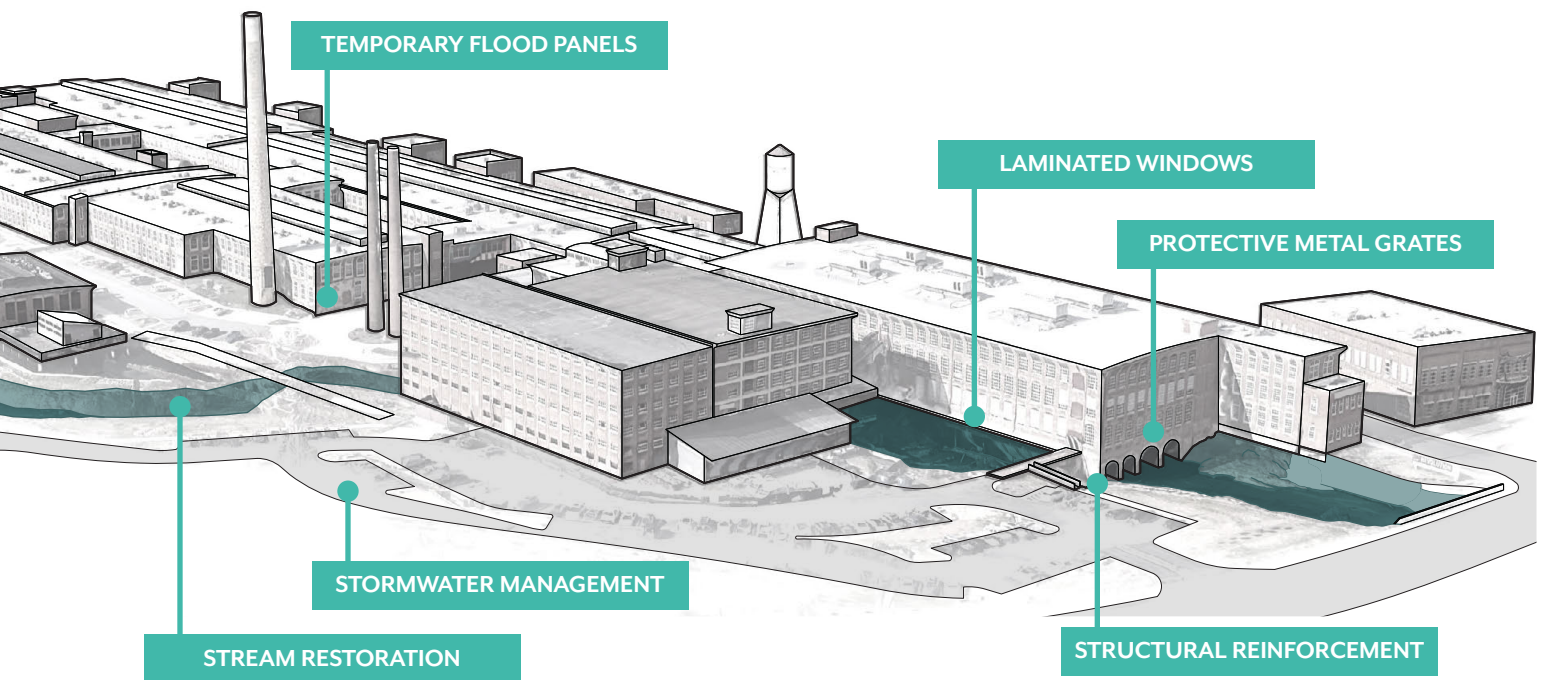 TEMPORARY FLOOD PANELS
LAMINATED WINDOWS
PROTECTIVE METAL GRATES
STORMWATER MANAGEMENT
STREAM RESTORATION
STRUCTURAL REINFORCEMENT